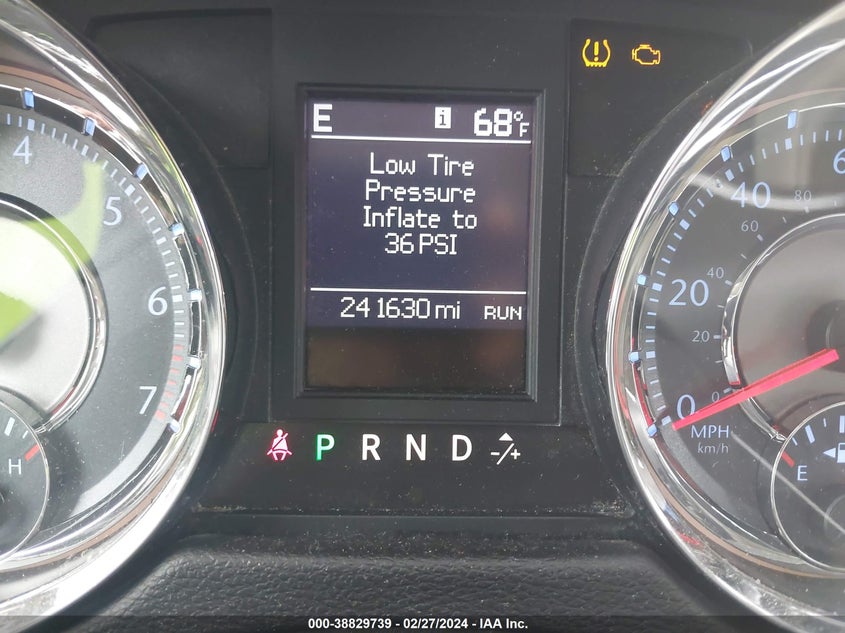 E i 68°F
Low Tire
Pressure
Inflate to
36 PSI
241630 mi RUN
4
5
6
7
H
P R N D -/+
6
40
80
60
20
40
20
0
0
MPH
km/h
E
000-38829739 - 02/27/2024 - IAA Inc.